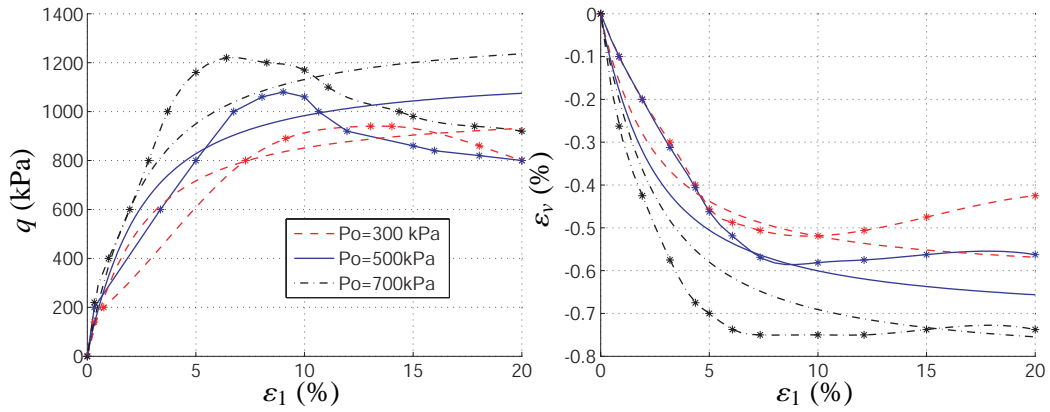 1400
1200
1000
800
600
400
200
0
q (kPa)
0 5 10 15 20
ε1 (%)
Po=300 kPa
Po=500kPa
Po=700kPa
0
-0.1
-0.2
-0.3
-0.4
-0.5
-0.6
-0.7
-0.8
εv (%)
0 5 10 15 20
ε1 (%)